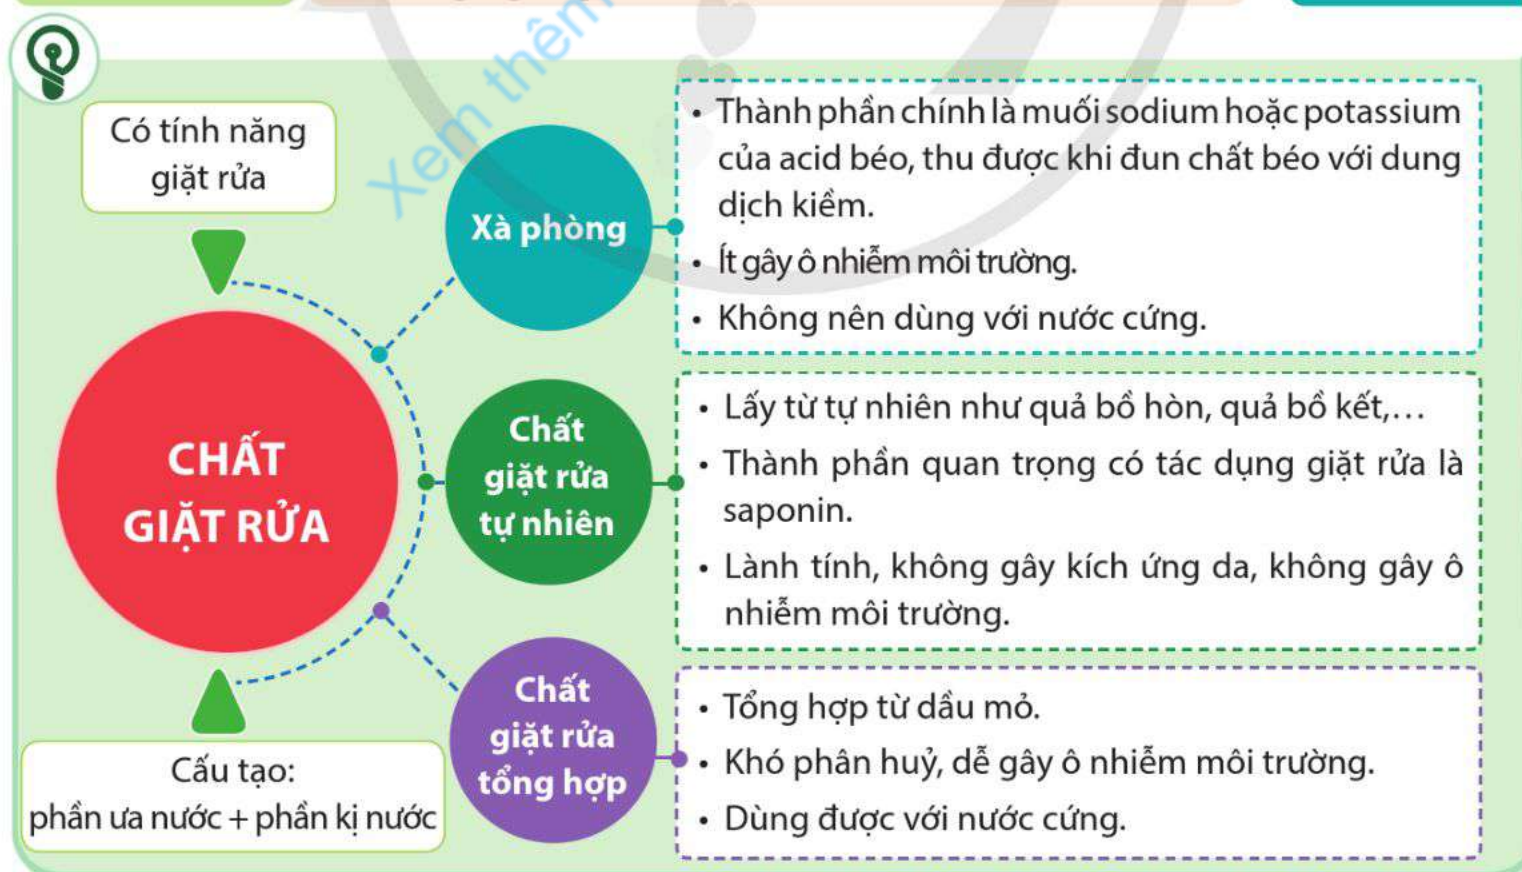 Xem thêm
Có tính năng
giặt rửa
CHẤT
GIẶT RỬA
Cấu tạo:
phần ưa nước + phần kị nước
Xà phòng
• Thành phần chính là muối sodium hoặc potassium
của acid béo, thu được khi đun chất béo với dung
dịch kiềm.
• Ít gây ô nhiễm môi trường.
• Không nên dùng với nước cứng.
Chất
giặt rửa
tự nhiên
• Lấy từ tự nhiên như quả bồ hòn, quả bồ kết,...
• Thành phần quan trọng có tác dụng giặt rửa là
saponin.
• Lành tính, không gây kích ứng da, không gây ô
nhiễm môi trường.
Chất
giặt rửa
tổng hợp
• Tổng hợp từ dầu mỏ.
• Khó phân huỷ, dễ gây ô nhiễm môi trường.
• Dùng được với nước cứng.